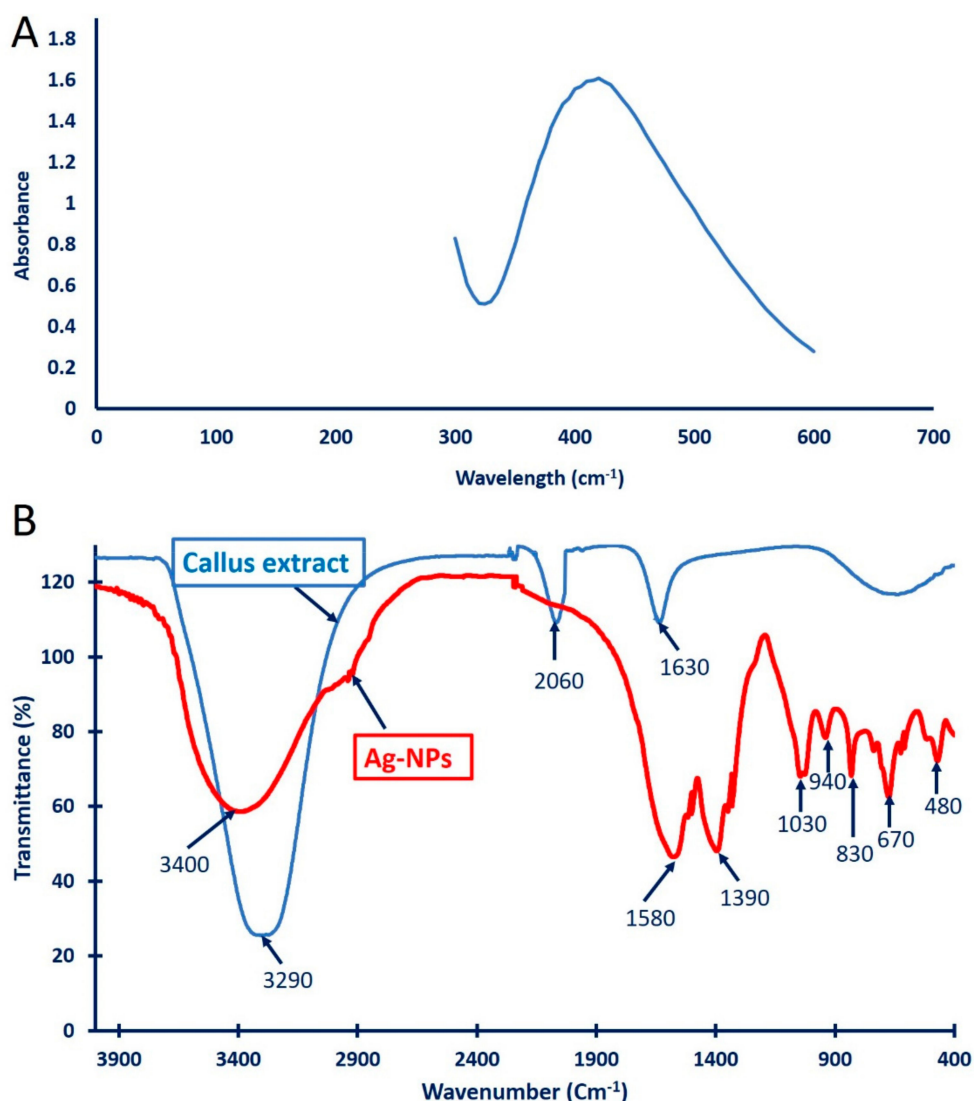 A
Absorbance
1.8
1.6
1.4
1.2
1
0.8
0.6
0.4
0.2
0
0 100 200 300 400 500 600 700
Wavelength (cm⁻¹)
B
Transmittance (%)
120
100
80
60
40
20
0
Callus extract
Ag-NPs
3400
3290
2060
1630
1580
1390
1030
940
830
670
480
3900 3400 2900 2400 1900 1400 900 400
Wavenumber (Cm⁻¹)